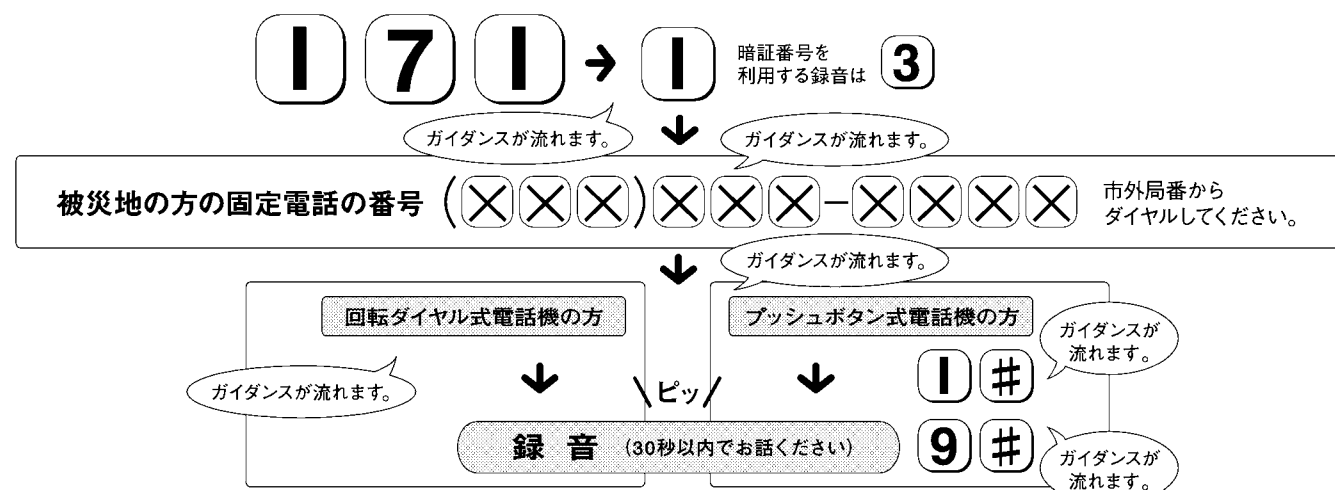 171→1
暗証番号を
利用する録音は 3
ガイダンスが流れます。
ガイダンスが流れます。
被災地の方の固定電話の番号 (×××)×××−××××
市外局番から
ダイヤルしてください。
ガイダンスが流れます。
回転ダイヤル式電話機の方
プッシュボタン式電話機の方
ガイダンスが流れます。
ガイダンスが
流れます。
1#
\ピッ/
録音 (30秒以内でお話ください)
9#
ガイダンスが
流れます。